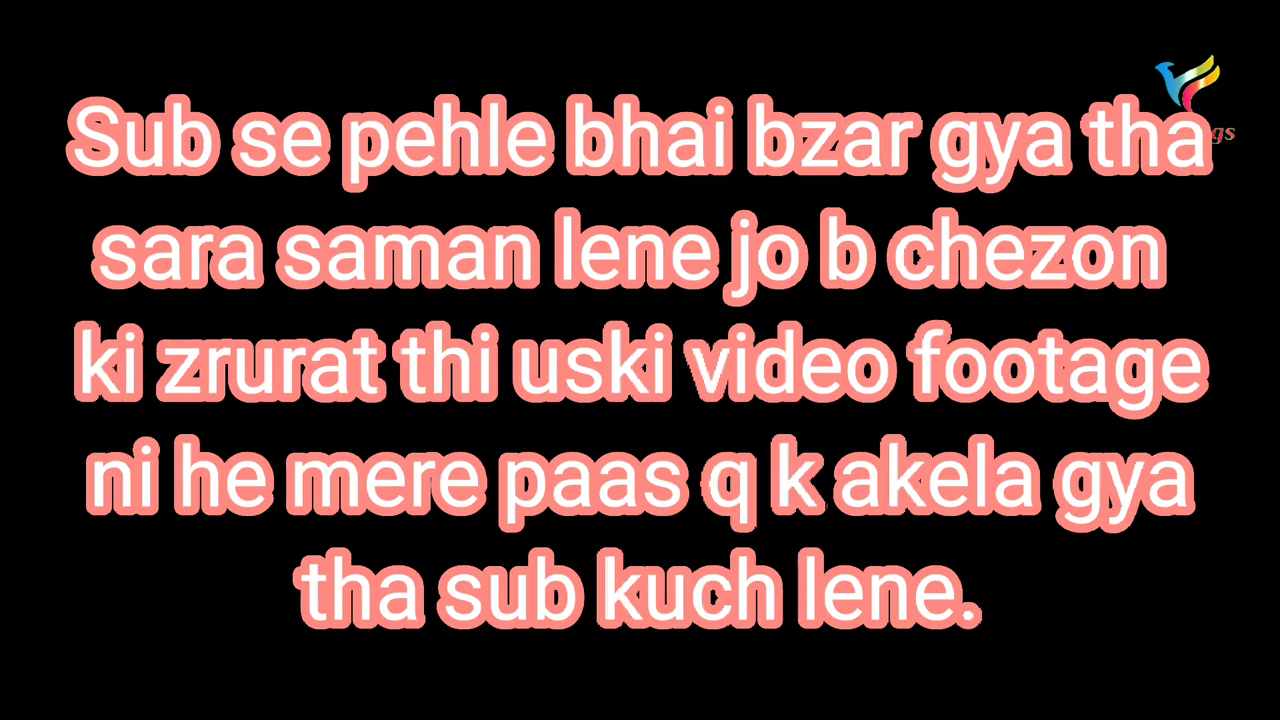 Sub se pehle bhai bzar gya tha
sara saman lene jo b chezon
ki zrurat thi uski video footage
ni he mere paas q k akela gya
tha sub kuch lene.